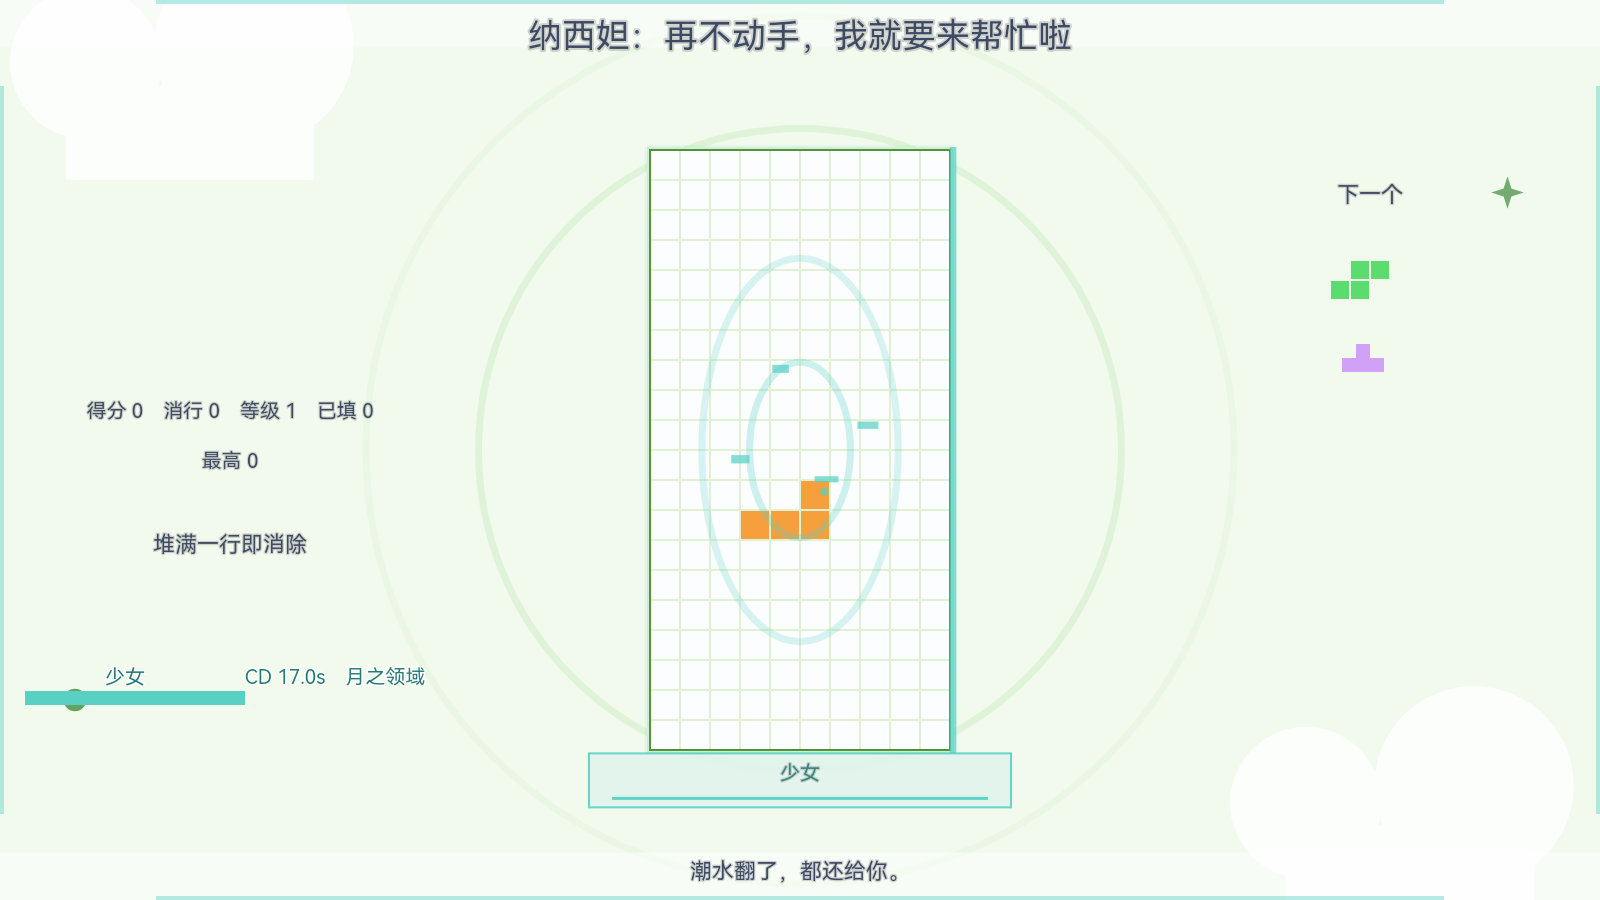 纳西妲：再不动手，我就要来帮忙啦
下一个
得分 0 消行 0 等级 1 已填 0
最高 0
堆满一行即消除
少女 CD 17.0s 月之领域
少女
潮水翻了，都还给你。